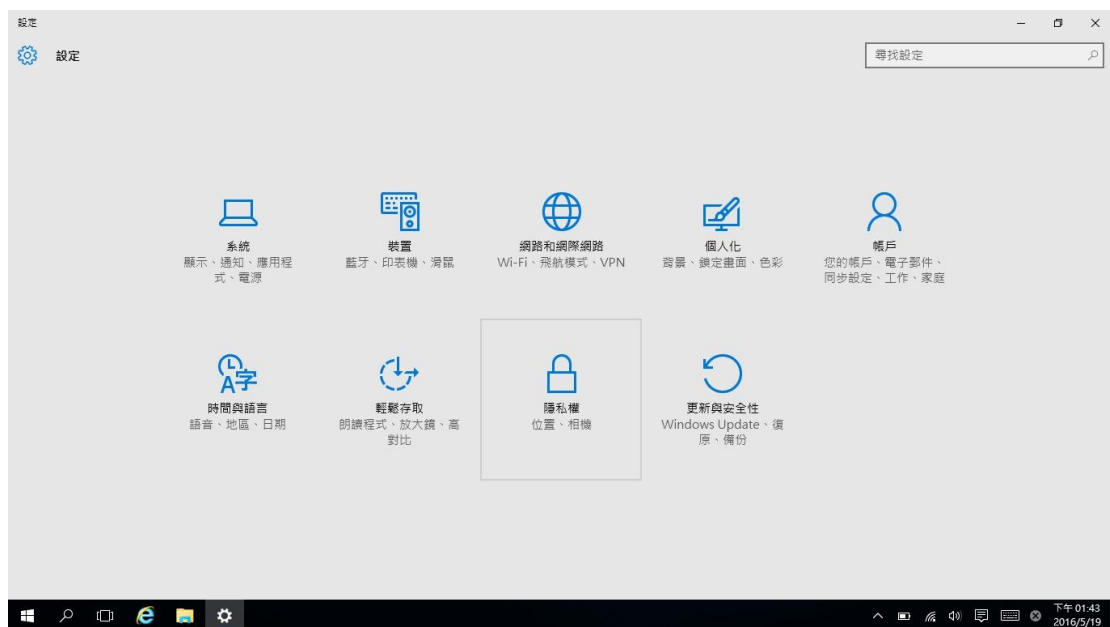 設定
設定
尋找設定
系統
顯示、通知、應用程
式、電源
裝置
藍牙、印表機、滑鼠
網路和網際網路
Wi-Fi、飛航模式、VPN
個人化
背景、鎖定畫面、色彩
帳戶
您的帳戶、電子郵件、
同步設定、工作、家庭
時間與語言
語音、地區、日期
輕鬆存取
朗讀程式、放大鏡、高
對比
隱私權
位置、相機
更新與安全性
Windows Update、復
原、備份
下午 01:43
2016/5/19